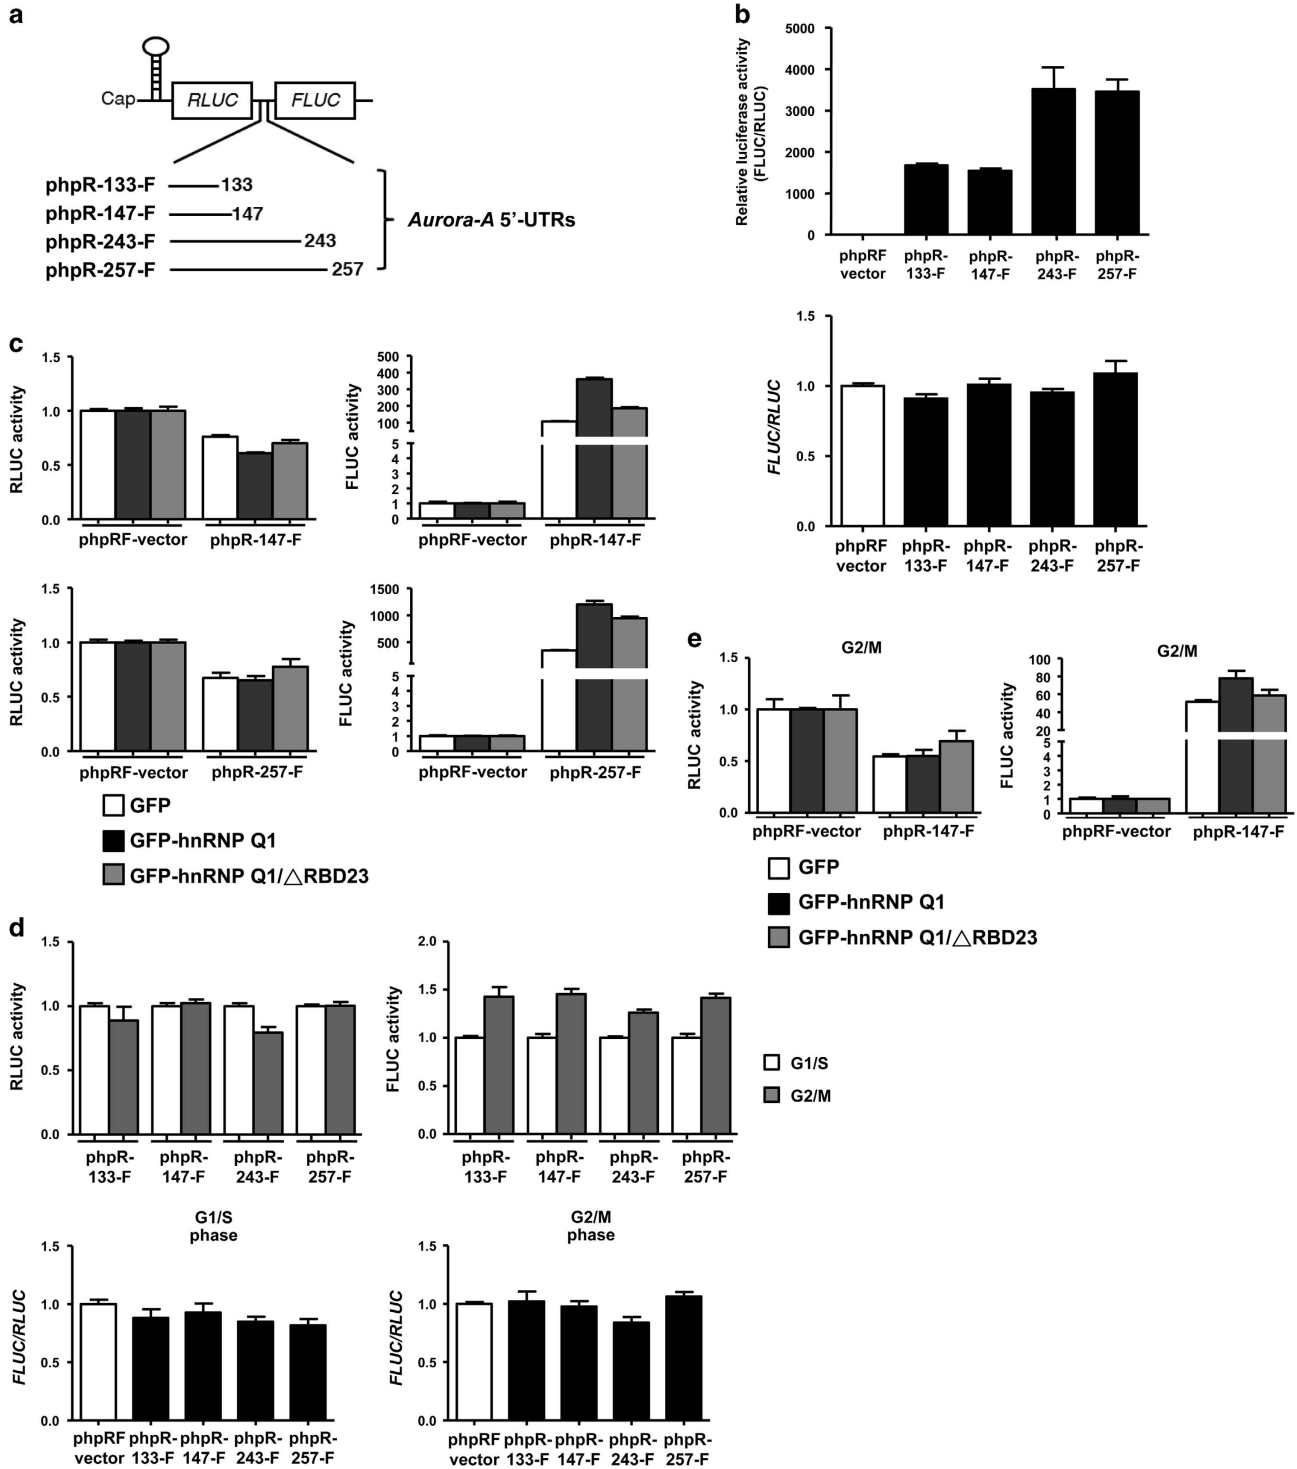 a
Cap
RLUC
FLUC
phpR-133-F
133
phpR-147-F
147
phpR-243-F
243
phpR-257-F
257
Aurora-A 5'-UTRs
b
Relative luciferase activity
(FLUC/RLUC)
5000
4000
3000
2000
1000
0
phpRF phpR- phpR- phpR- phpR-
vector 133-F 147-F 243-F 257-F
FLUC/RLUC
1.5
1.0
0.5
0.0
phpRF phpR- phpR- phpR- phpR-
vector 133-F 147-F 243-F 257-F
c
RLUC activity
1.5
1.0
0.5
0.0
phpRF-vector phpR-147-F
FLUC activity
500
400
300
200
100
5
4
3
2
1
0
phpRF-vector phpR-147-F
RLUC activity
1.5
1.0
0.5
0.0
phpRF-vector phpR-257-F
FLUC activity
1500
1000
500
5
4
3
2
1
0
phpRF-vector phpR-257-F
GFP
GFP-hnRNP Q1
GFP-hnRNP Q1/△RBD23
e
G2/M
RLUC activity
1.5
1.0
0.5
0.0
phpRF-vector phpR-147-F
G2/M
FLUC activity
100
80
60
40
20
5
4
3
2
1
0
phpRF-vector phpR-147-F
GFP
GFP-hnRNP Q1
GFP-hnRNP Q1/△RBD23
d
RLUC activity
1.5
1.0
0.5
0.0
phpR- phpR- phpR- phpR-
133-F 147-F 243-F 257-F
FLUC activity
2.0
1.5
1.0
0.5
0.0
phpR- phpR- phpR- phpR-
133-F 147-F 243-F 257-F
G1/S
G2/M
G1/S
phase
FLUC/RLUC
1.5
1.0
0.5
0.0
phpRF phpR- phpR- phpR- phpR-
vector 133-F 147-F 243-F 257-F
G2/M
phase
FLUC/RLUC
1.5
1.0
0.5
0.0
phpRF phpR- phpR- phpR- phpR-
vector 133-F 147-F 243-F 257-F